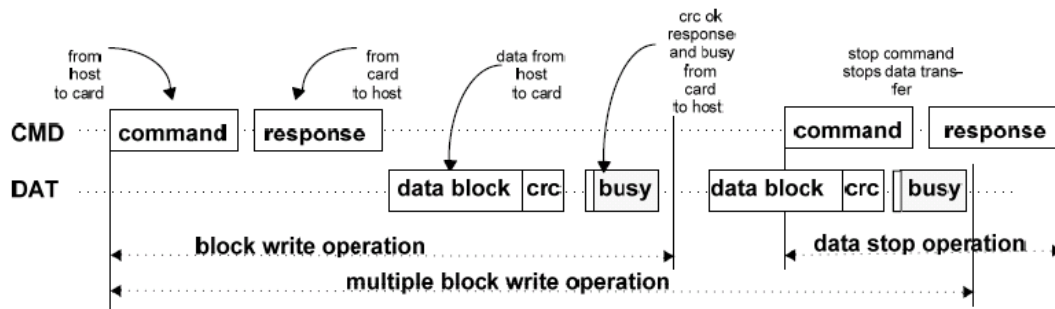 from
host
to card
from
card
to host
data from
host
to card
crc ok
response
and busy
from
card
to host
stop command
stops data trans-
fer
CMD command response command response
DAT data block crc busy data block crc busy
block write operation data stop operation
multiple block write operation